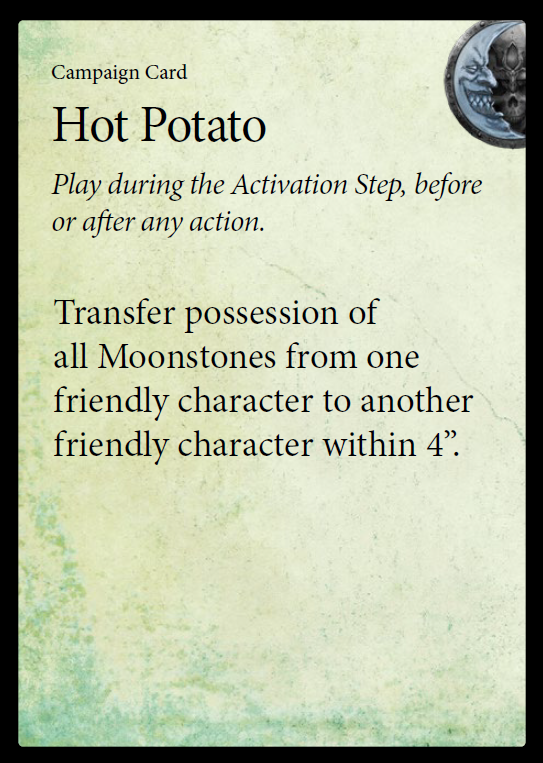 Campaign Card
Hot Potato
Play during the Activation Step, before
or after any action.
Transfer possession of
all Moonstones from one
friendly character to another
friendly character within 4”.